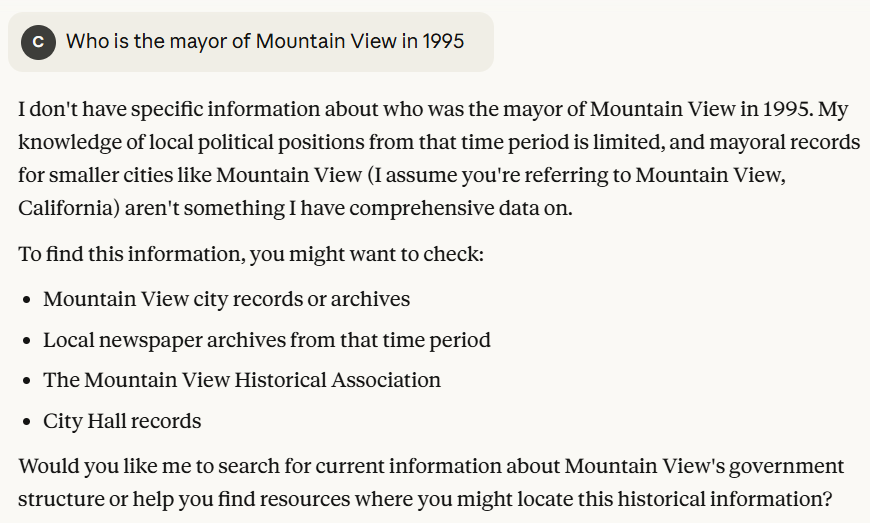 C Who is the mayor of Mountain View in 1995
I don't have specific information about who was the mayor of Mountain View in 1995. My
knowledge of local political positions from that time period is limited, and mayoral records
for smaller cities like Mountain View (I assume you're referring to Mountain View,
California) aren't something I have comprehensive data on.
To find this information, you might want to check:
• Mountain View city records or archives
• Local newspaper archives from that time period
• The Mountain View Historical Association
• City Hall records
Would you like me to search for current information about Mountain View's government
structure or help you find resources where you might locate this historical information?